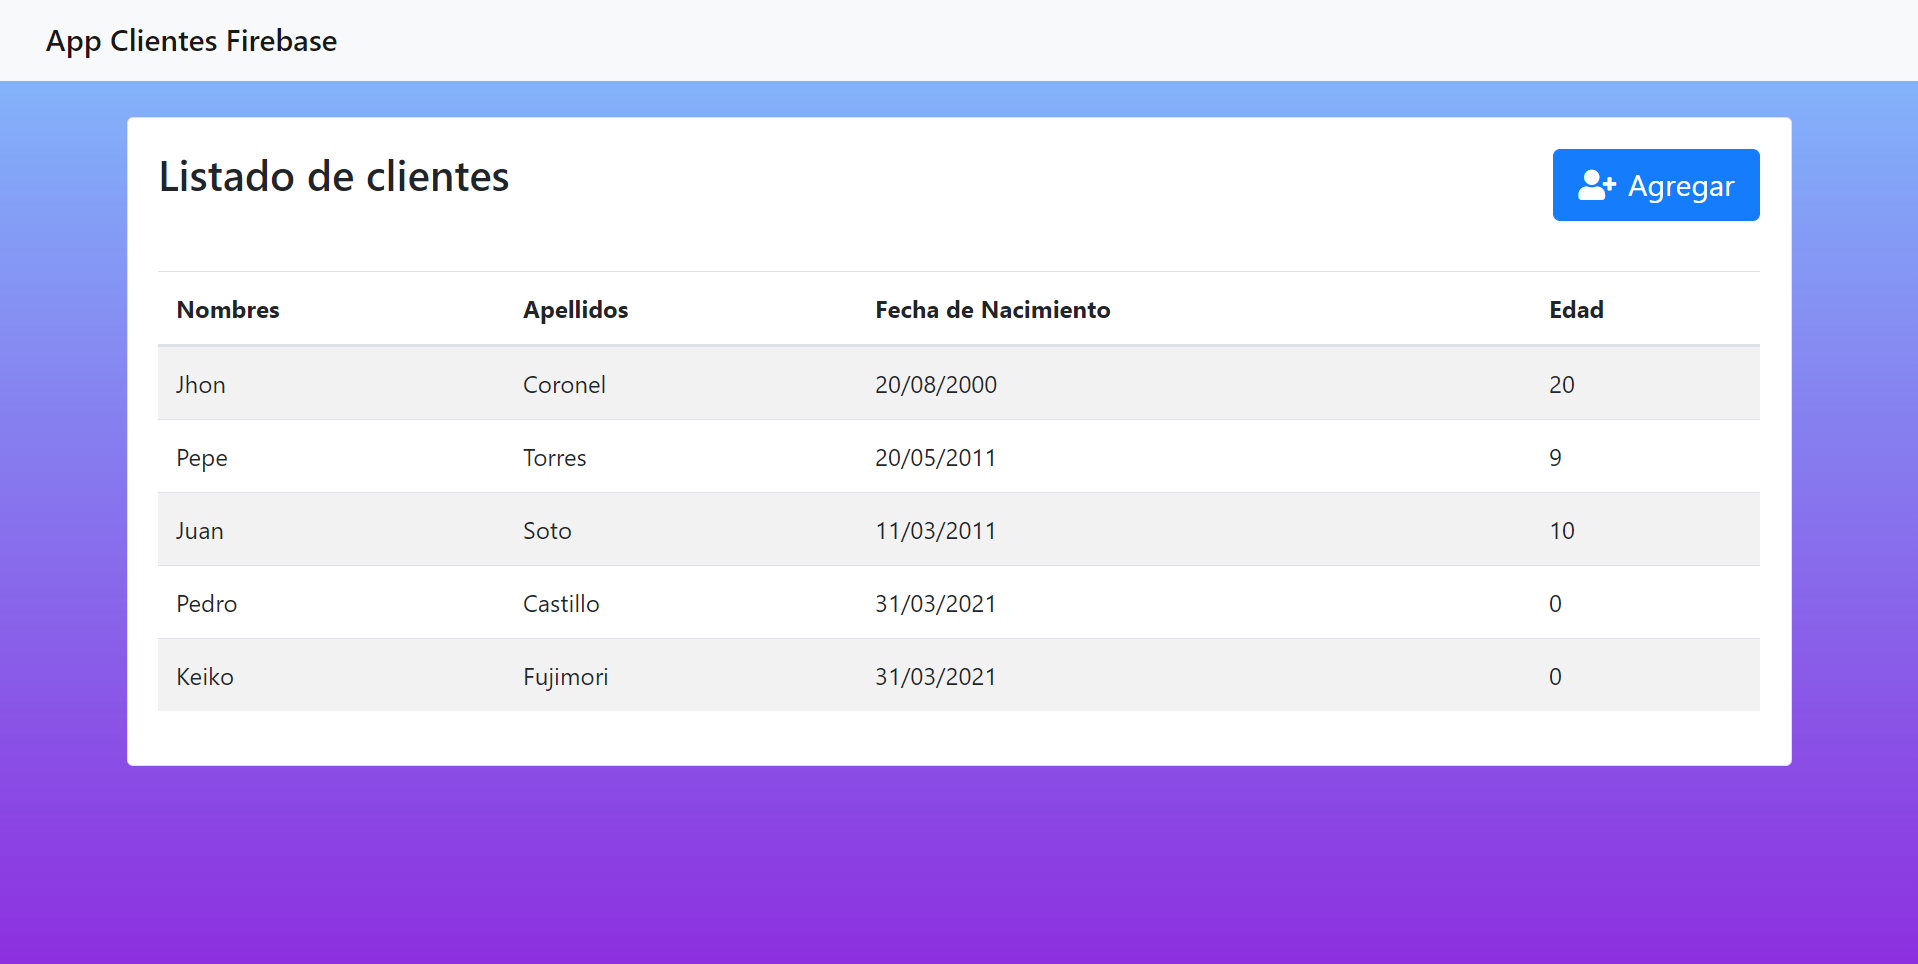 App Clientes Firebase
Listado de clientes
Agregar
Nombres Apellidos Fecha de Nacimiento Edad
Jhon Coronel 20/08/2000 20
Pepe Torres 20/05/2011 9
Juan Soto 11/03/2011 10
Pedro Castillo 31/03/2021 0
Keiko Fujimori 31/03/2021 0